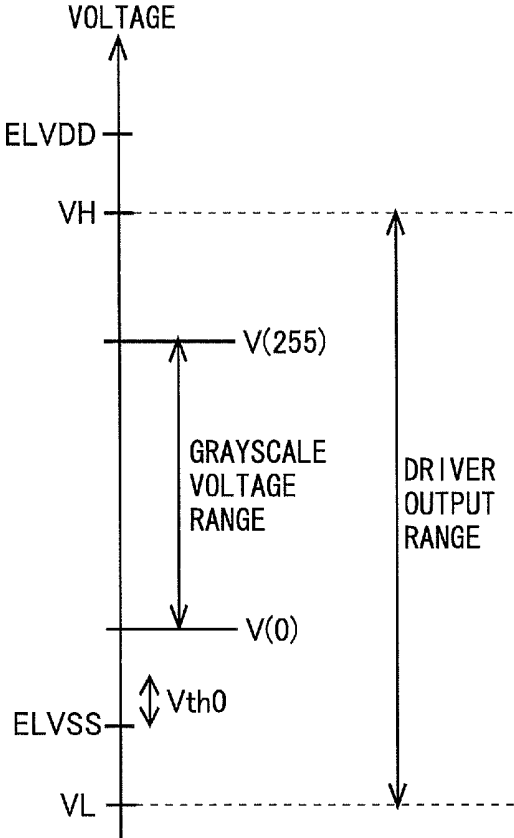 VOLTAGE
ELVDD
VH
V(255)
GRAYSCALE
VOLTAGE
RANGE
DRIVER
OUTPUT
RANGE
V(0)
Vth0
ELVSS
VL